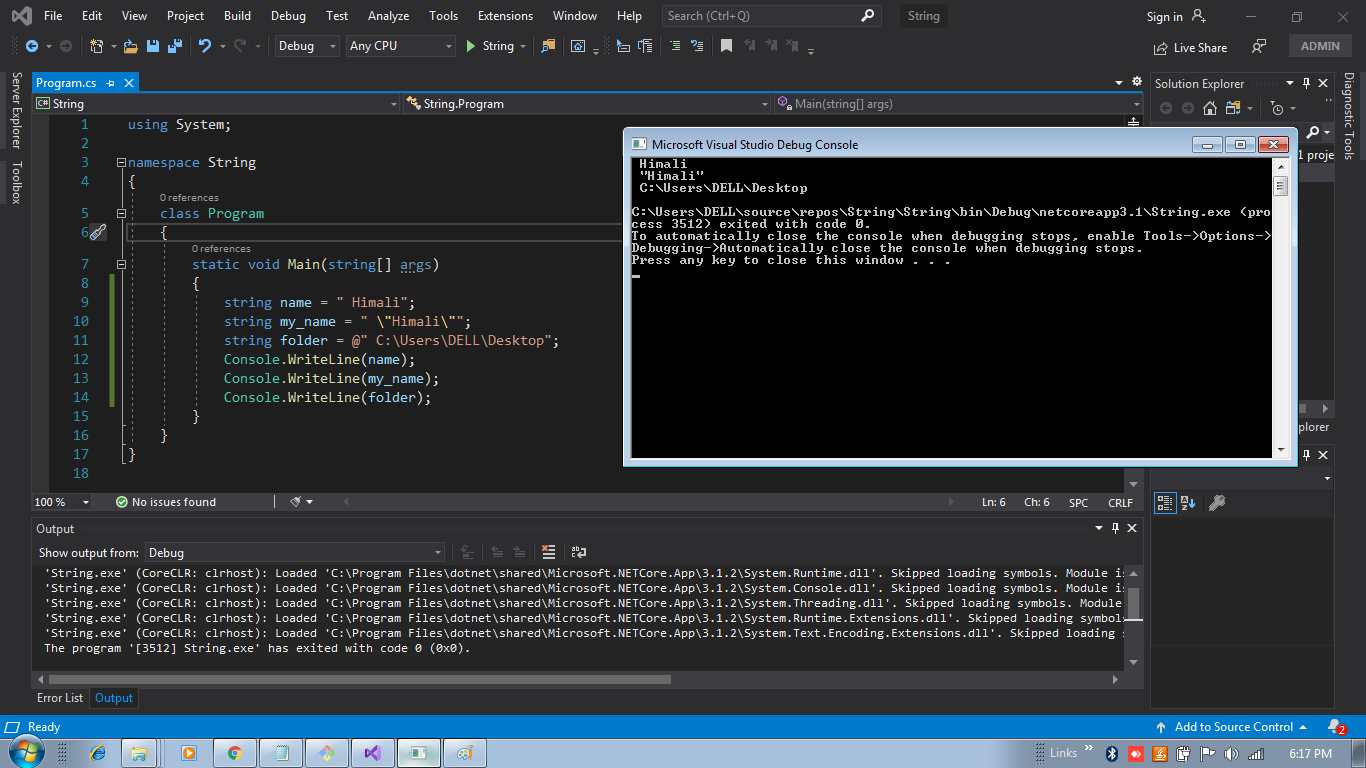 File Edit View Project Build Debug Test Analyze Tools Extensions Window Help Search (Ctrl+Q) String Sign in
Debug Any CPU String Live Share ADMIN
Server Explorer
Toolbox
Program.cs
C# String String.Program Main(string[] args)
1 using System;
2
3 namespace String
4 {
0 references
5 class Program
6 {
0 references
7 static void Main(string[] args)
8 {
9 string name = " Himali";
10 string my_name = " \"Himali\"";
11 string folder = @" C:\Users\DELL\Desktop";
12 Console.WriteLine(name);
13 Console.WriteLine(my_name);
14 Console.WriteLine(folder);
15 }
16 }
17 }
18
Microsoft Visual Studio Debug Console
Himali
"Himali"
C:\Users\DELL\Desktop
C:\Users\DELL\source\repos\String\String\bin\Debug\netcoreapp3.1\String.exe (pro
cess 3512) exited with code 0.
To automatically close the console when debugging stops, enable Tools->Options->
Debugging->Automatically close the console when debugging stops.
Press any key to close this window . . .
Solution Explorer
1 proje
plorer
Diagnostic Tools
100 % No issues found Ln: 6 Ch: 6 SPC CRLF
Output
Show output from: Debug
'String.exe' (CoreCLR: clrhost): Loaded 'C:\Program Files\dotnet\shared\Microsoft.NETCore.App\3.1.2\System.Runtime.dll'. Skipped loading symbols. Module is
'String.exe' (CoreCLR: clrhost): Loaded 'C:\Program Files\dotnet\shared\Microsoft.NETCore.App\3.1.2\System.Console.dll'. Skipped loading symbols. Module is
'String.exe' (CoreCLR: clrhost): Loaded 'C:\Program Files\dotnet\shared\Microsoft.NETCore.App\3.1.2\System.Threading.dll'. Skipped loading symbols. Module
'String.exe' (CoreCLR: clrhost): Loaded 'C:\Program Files\dotnet\shared\Microsoft.NETCore.App\3.1.2\System.Runtime.Extensions.dll'. Skipped loading symbols
'String.exe' (CoreCLR: clrhost): Loaded 'C:\Program Files\dotnet\shared\Microsoft.NETCore.App\3.1.2\System.Text.Encoding.Extensions.dll'. Skipped loading
The program '[3512] String.exe' has exited with code 0 (0x0).
Error List Output
Ready Add to Source Control 2
Links 6:17 PM